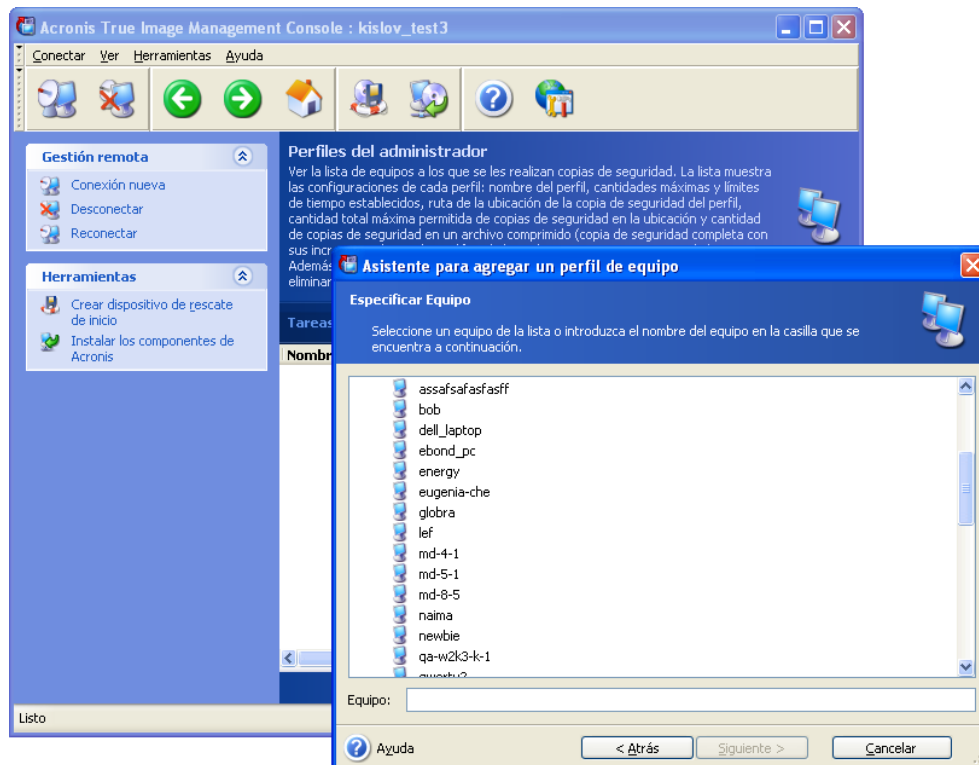 Acronis True Image Management Console : kislov_test3
Conectar Ver Herramientas Ayuda
Gestión remota
Conexión nueva
Desconectar
Reconectar
Herramientas
Crear dispositivo de rescate
de inicio
Instalar los componentes de
Acronis
Perfiles del administrador
Ver la lista de equipos a los que se les realizan copias de seguridad. La lista muestra
las configuraciones de cada perfil: nombre del perfil, cantidades máximas y límites
de tiempo establecidos, ruta de la ubicación de la copia de seguridad del perfil,
cantidad total máxima permitida de copias de seguridad en la ubicación y cantidad
de copias de seguridad en un archivo comprimido (copia de seguridad completa con
sus incr
Además
eliminar
Tareas
Nombr
Listo
Asistente para agregar un perfil de equipo
Especificar Equipo
Seleccione un equipo de la lista o introduzca el nombre del equipo en la casilla que se
encuentra a continuación.
assafsafasfasff
bob
dell_laptop
ebond_pc
energy
eugenia-che
globra
lef
md-4-1
md-5-1
md-8-5
naima
newbie
qa-w2k3-k-1
Equipo:
Ayuda
< Atrás
Siguiente >
Cancelar